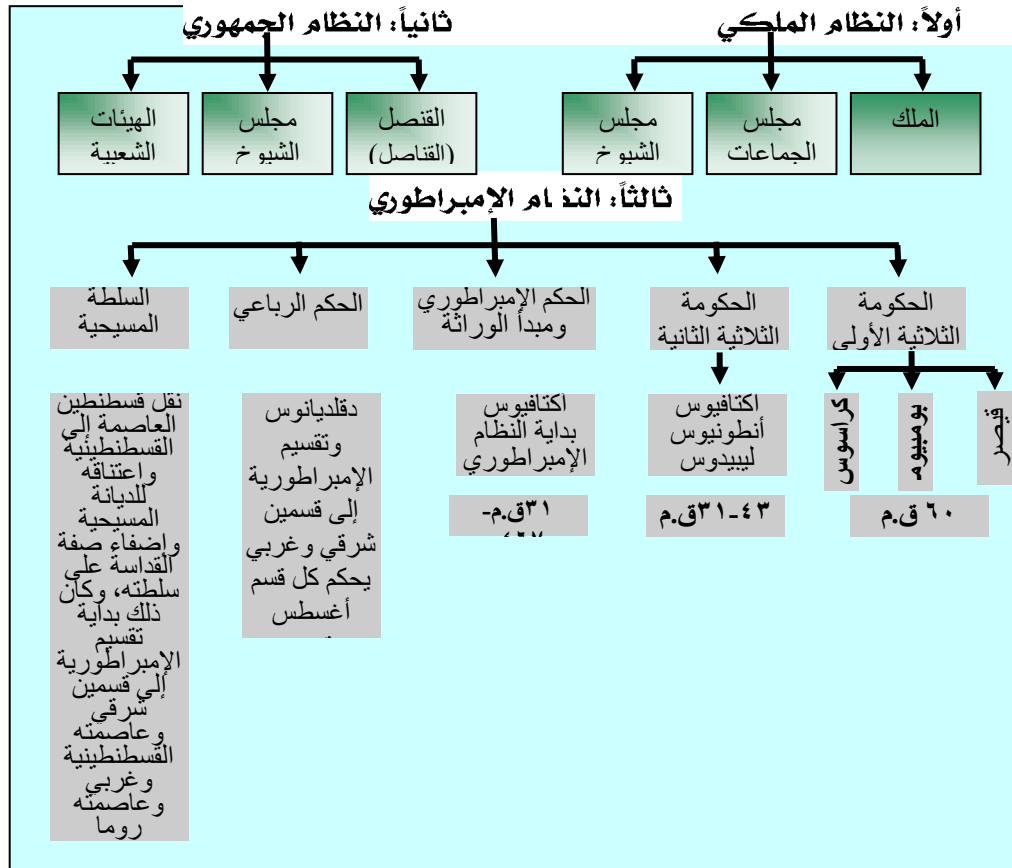 أولاً: النظام الملكي
الملك
مجلس
الجماعات
مجلس
الشيوخ
ثانياً: النظام الجمهوري
القنصل
(القناصل)
مجلس
الشيوخ
الهيئات
الشعبية
ثالثاً: النظام الإمبراطوري
الحكومة
الثلاثية الأولى
قيصر
بومبيوس
كراسوس
٦٠ ق.م
الحكومة
الثلاثية الثانية
اكتافيوس
أنطونيوس
ليبيدوس
٤٣-٣١ق.م
الحكم الإمبراطوري
ومبدأ الوراثة
اكتافيوس
بداية النظام
الإمبراطوري
٣١ق.م-
الحكم الرباعي
دقلديانوس
وتقسيم
الإمبراطورية
إلى قسمين
شرقي وغربي
يحكم كل قسم
أغسطس
السلطة
المسيحية
نقل قسطنطين
العاصمة إلى
القسطنطينية
واعتناقه
للديانة
المسيحية
وإضفاء صفة
القداسة على
سلطته، وكان
ذلك بداية
تقسيم
الإمبراطورية
إلى قسمين
شرقي
وعاصمته
القسطنطينية
وغربي
وعاصمته
روما